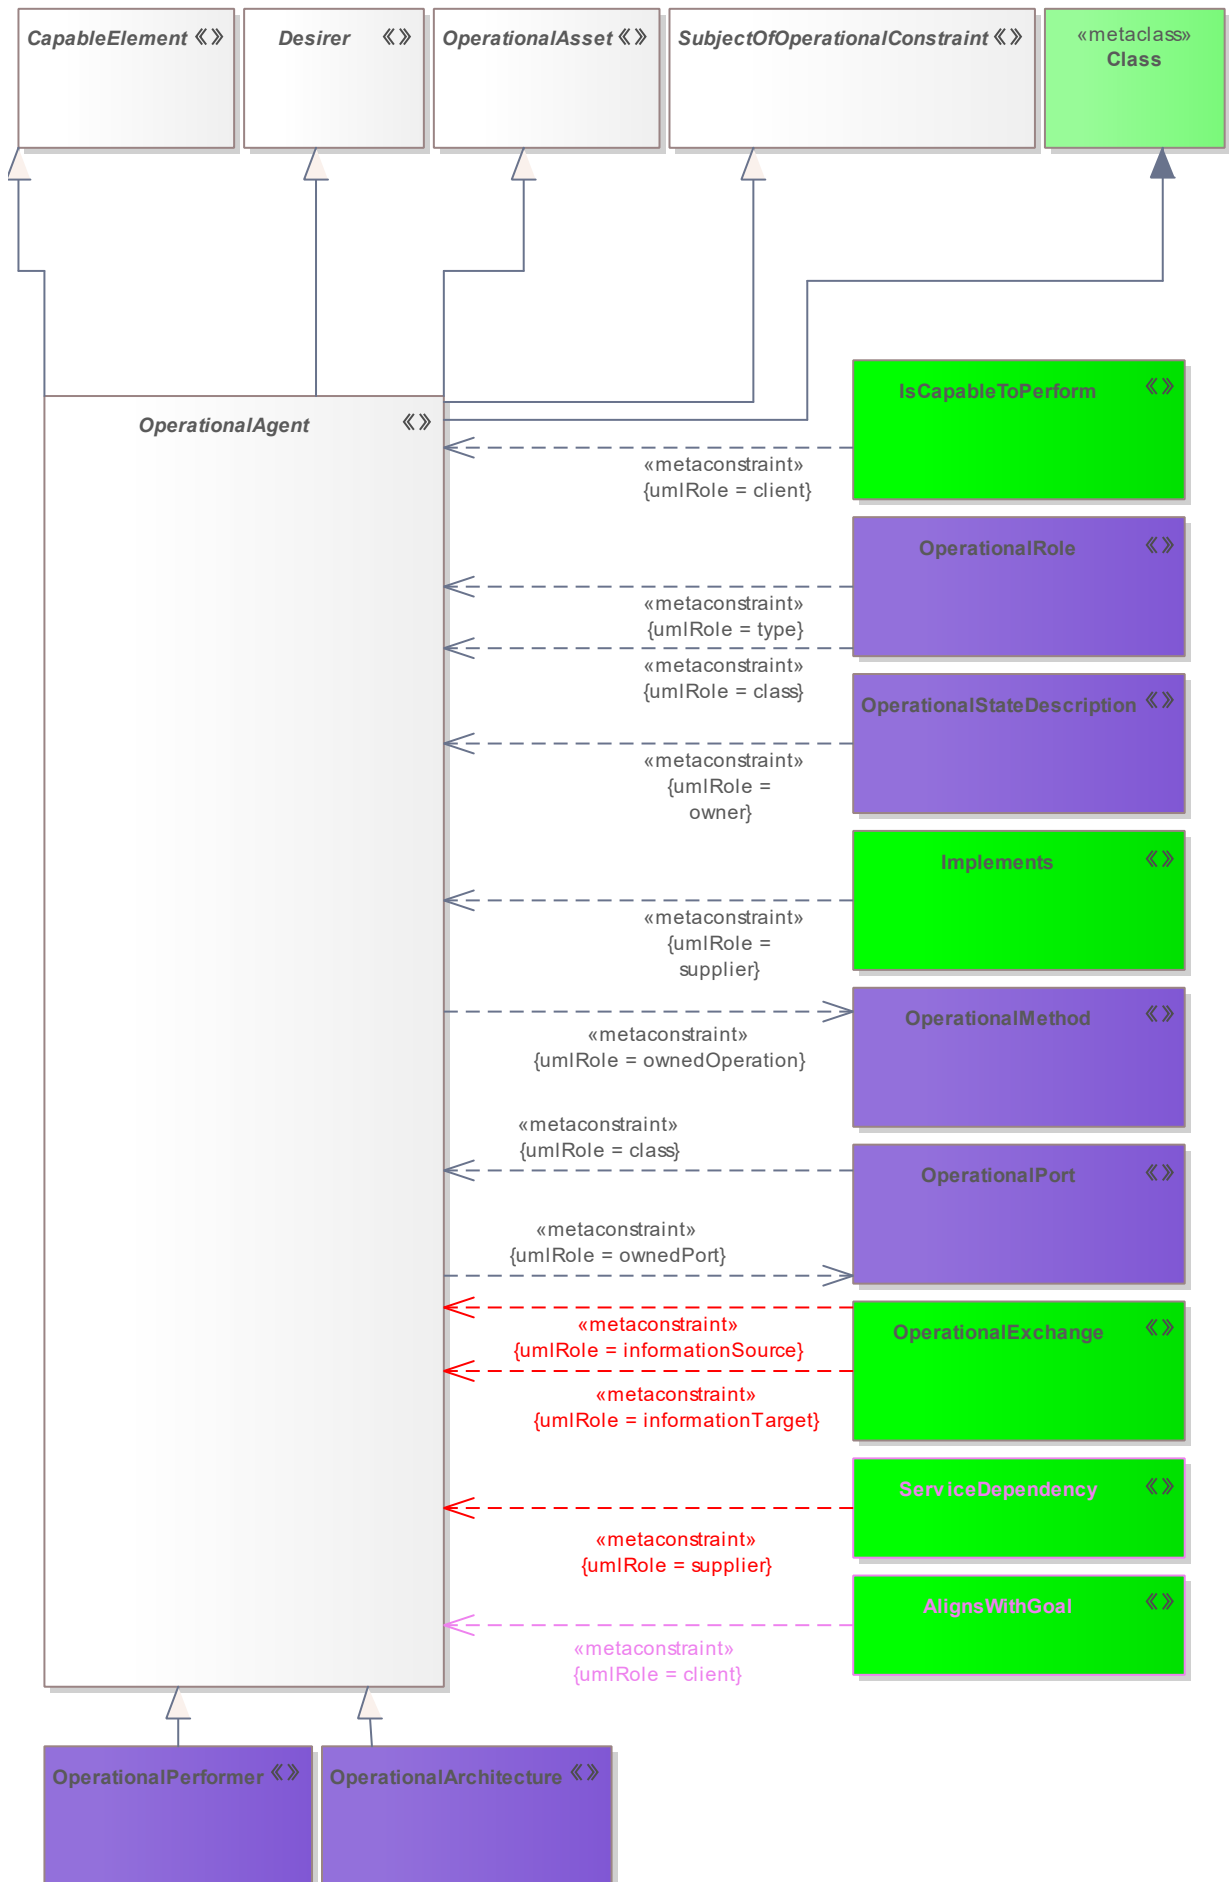 CapableElement «»
Desirer «»
OperationalAsset «»
SubjectOfOperationalConstraint «»
«metaclass»
Class
OperationalAgent «»
IsCapableToPerform «»
«metaconstraint»
{umlRole = client}
OperationalRole «»
«metaconstraint»
{umlRole = type}
«metaconstraint»
{umlRole = class}
OperationalStateDescription «»
«metaconstraint»
{umlRole =
owner}
Implements «»
«metaconstraint»
{umlRole =
supplier}
OperationalMethod «»
«metaconstraint»
{umlRole = ownedOperation}
«metaconstraint»
{umlRole = class}
OperationalPort «»
«metaconstraint»
{umlRole = ownedPort}
OperationalExchange «»
«metaconstraint»
{umlRole = informationSource}
«metaconstraint»
{umlRole = informationTarget}
ServiceDependency «»
«metaconstraint»
{umlRole = supplier}
AlignsWithGoal «»
«metaconstraint»
{umlRole = client}
OperationalPerformer «»
OperationalArchitecture «»